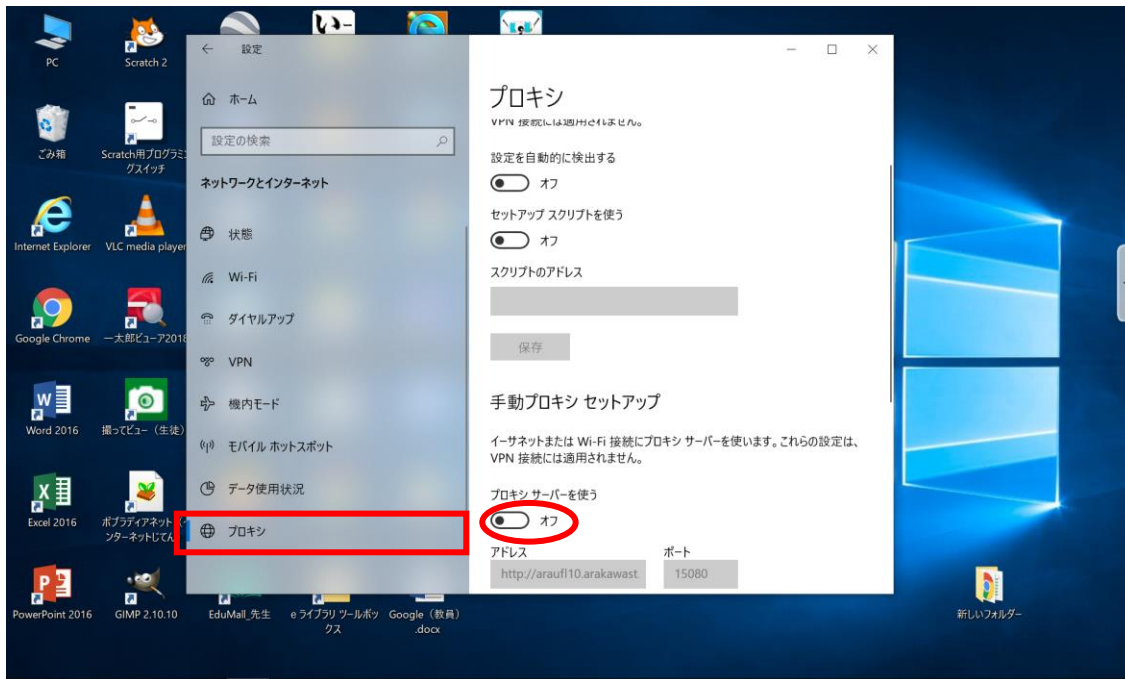 PC
Scratch 2
ごみ箱
Scratch用プログラミ
グスイッチ
Internet Explorer
VLC media player
Google Chrome
一太郎ビューア2018
Word 2016
撮ってビュー（生徒）
Excel 2016
ポプラディアネット
ンターネットじてん
PowerPoint 2016
GIMP 2.10.10
EduMall_先生
e ライブラリ ツールボッ
クス
Google（教員）
.docx
新しいフォルダー
い-
設定
ホーム
設定の検索
ネットワークとインターネット
状態
Wi-Fi
ダイヤルアップ
VPN
機内モード
モバイル ホットスポット
データ使用状況
プロキシ
プロキシ
VPN 接続には適用されません。
設定を自動的に検出する
オフ
セットアップ スクリプトを使う
オフ
スクリプトのアドレス
保存
手動プロキシ セットアップ
イーサネットまたは Wi-Fi 接続にプロキシ サーバーを使います。これらの設定は、
VPN 接続には適用されません。
プロキシ サーバーを使う
オフ
アドレス
ポート
http://araufl10.arakawast
15080